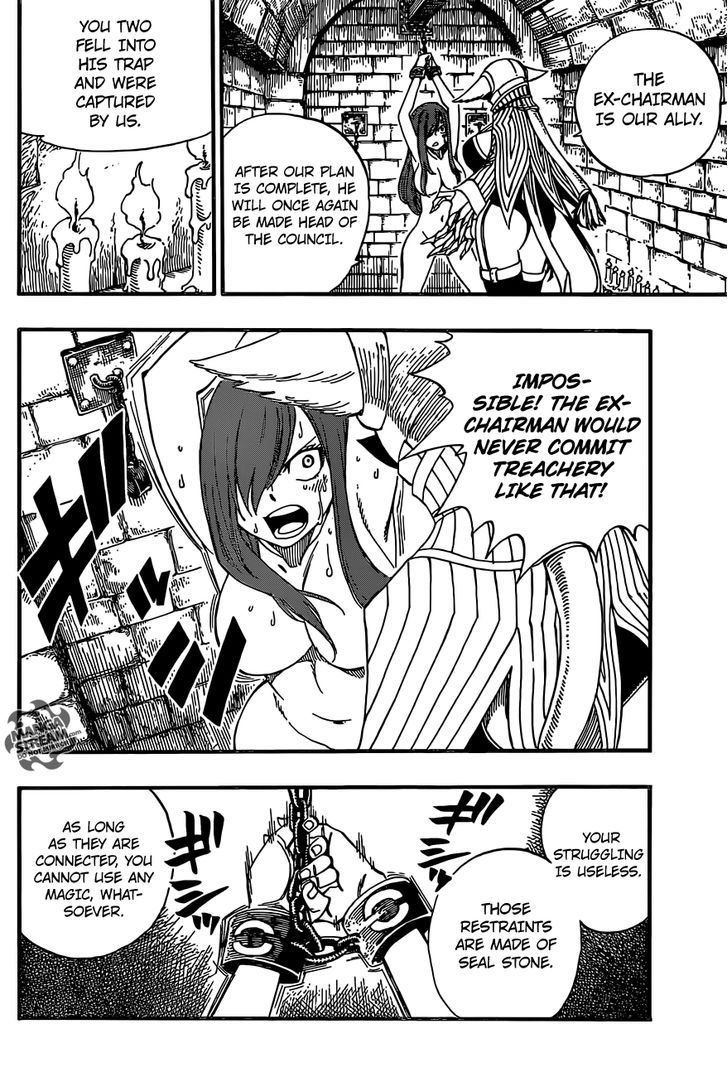 THE
EX-CHAIRMAN
IS OUR ALLY.
AFTER OUR PLAN
IS COMPLETE, HE
WILL ONCE AGAIN
BE MADE HEAD OF
THE COUNCIL.
YOU TWO
FELL INTO
HIS TRAP
AND WERE
CAPTURED
BY US.
IMPOS-
SIBLE! THE EX-
CHAIRMAN WOULD
NEVER COMMIT
TREACHERY
LIKE THAT!
ギリ
ギリッ
MANGA
STREAM
YOUR
STRUGGLING
IS USELESS.
THOSE
RESTRAINTS
ARE MADE OF
SEAL STONE.
AS LONG
AS THEY ARE
CONNECTED, YOU
CANNOT USE ANY
MAGIC, WHAT-
SOEVER.